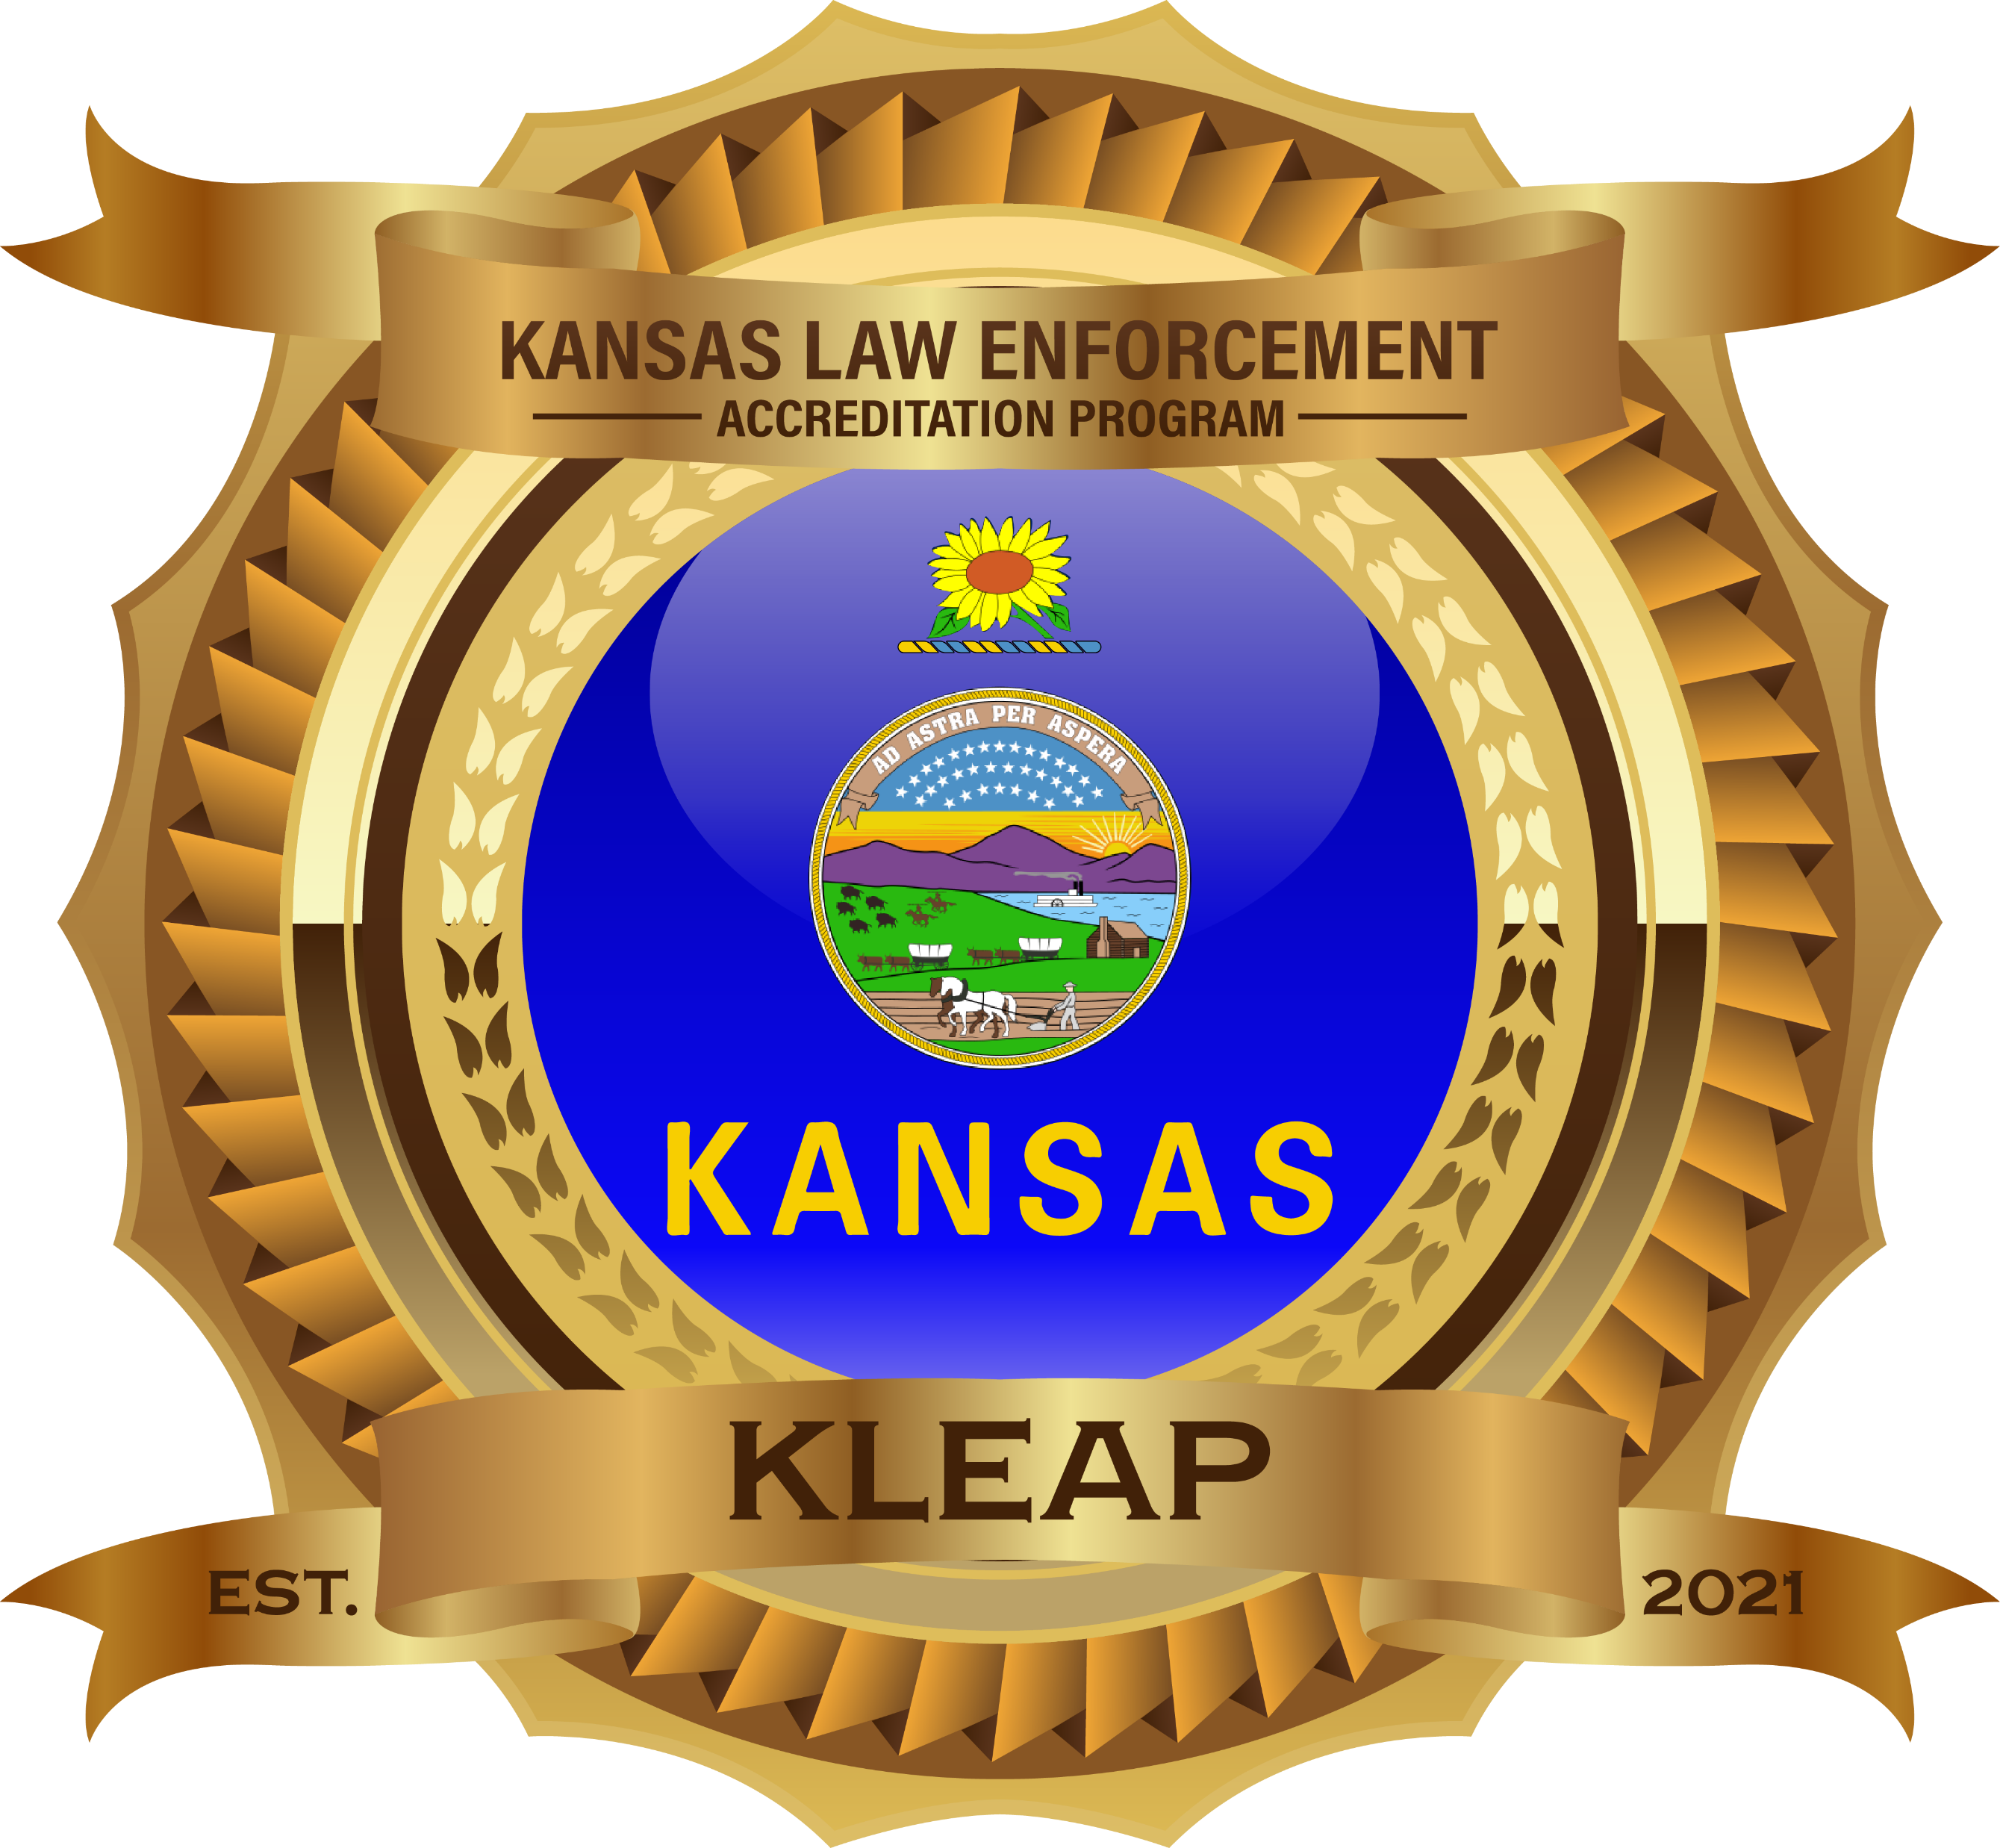 KANSAS LAW ENFORCEMENT
ACCREDITATION PROGRAM
AD ASTRA PER ASPERA
KANSAS
KLEAP
EST. 2021